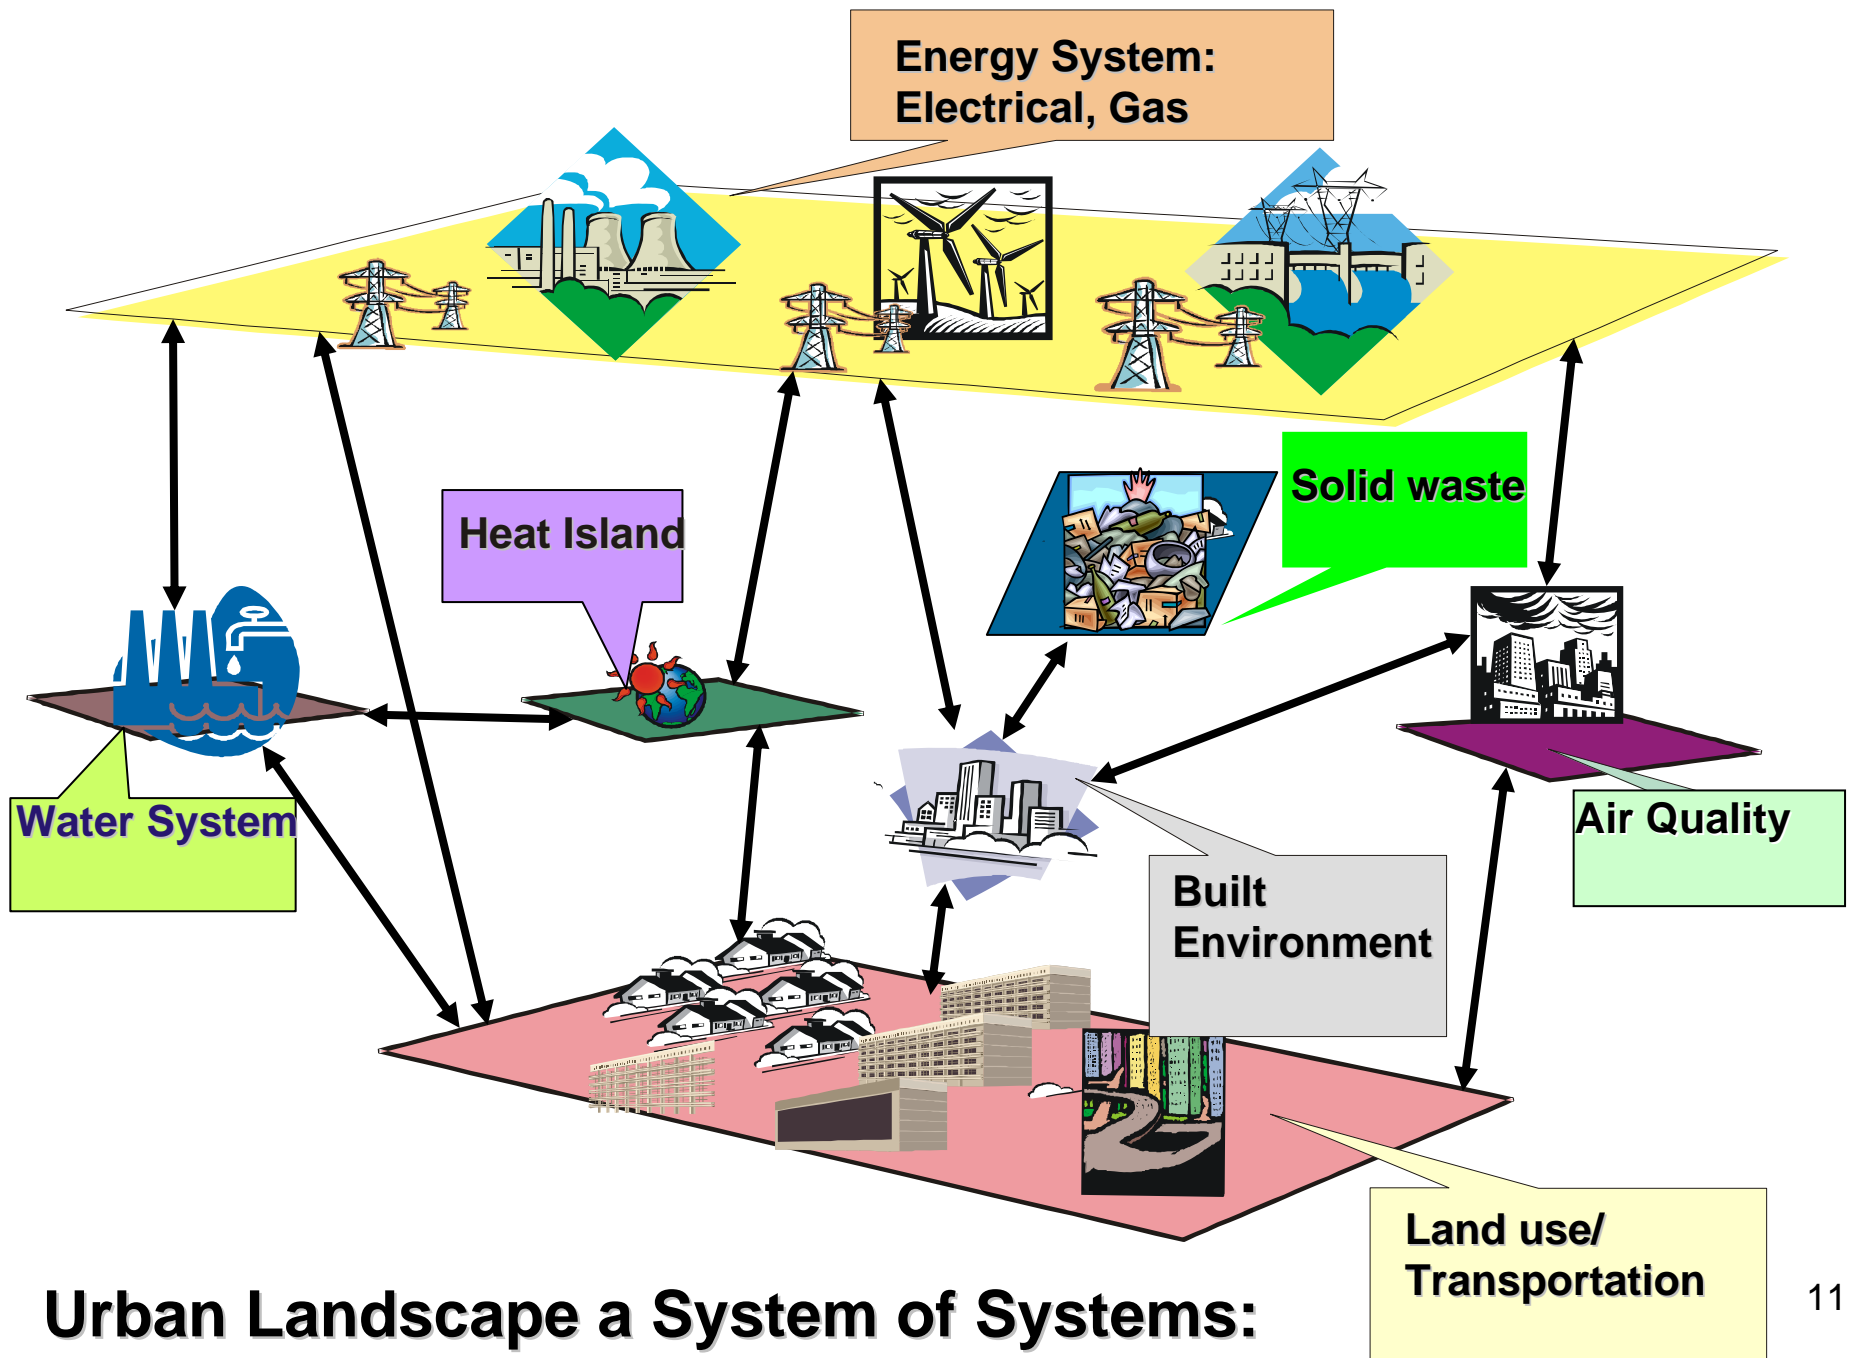 Energy System:
Electrical, Gas
Solid waste
Heat Island
Water System
Air Quality
Built
Environment
Land use/
Transportation
11
Urban Landscape a System of Systems: